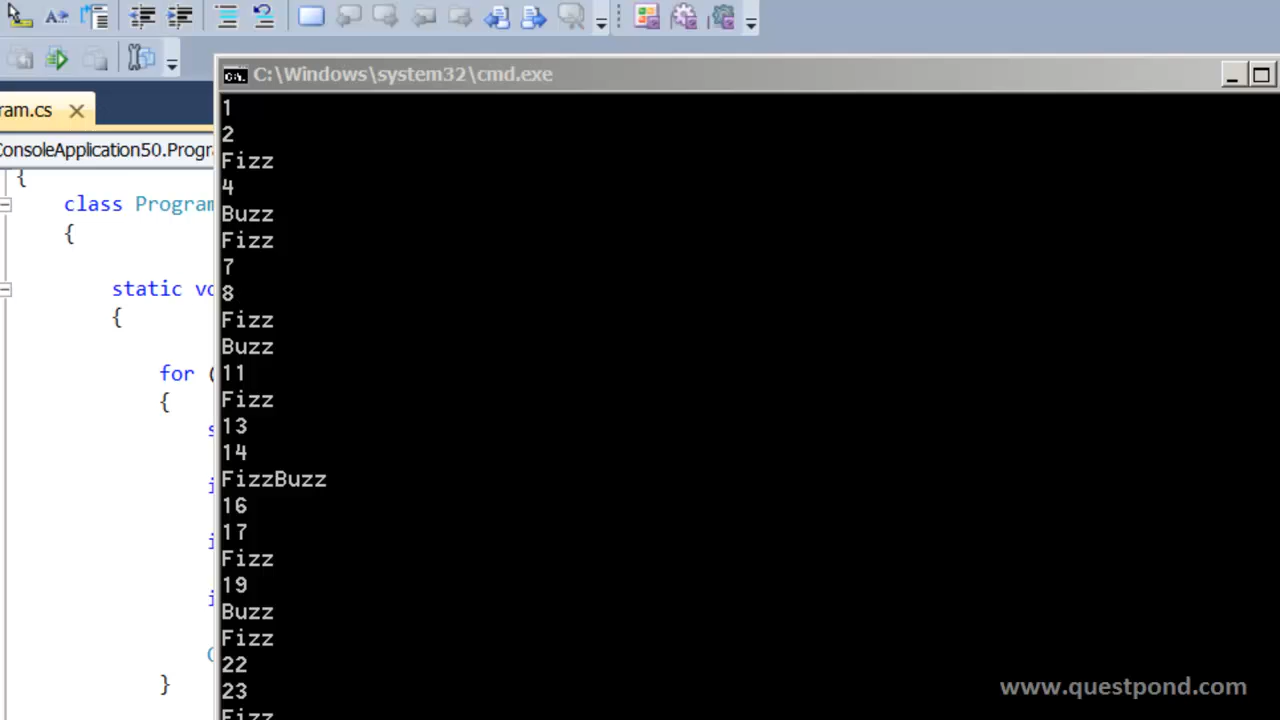 C:\Windows\system32\cmd.exe
ram.cs
ConsoleApplication50.Progr
{
class Program
{
static vo
{
for (
{
}
1
2
Fizz
4
Buzz
Fizz
7
8
Fizz
Buzz
11
Fizz
13
14
FizzBuzz
16
17
Fizz
19
Buzz
Fizz
22
23
Fizz
www.questpond.com